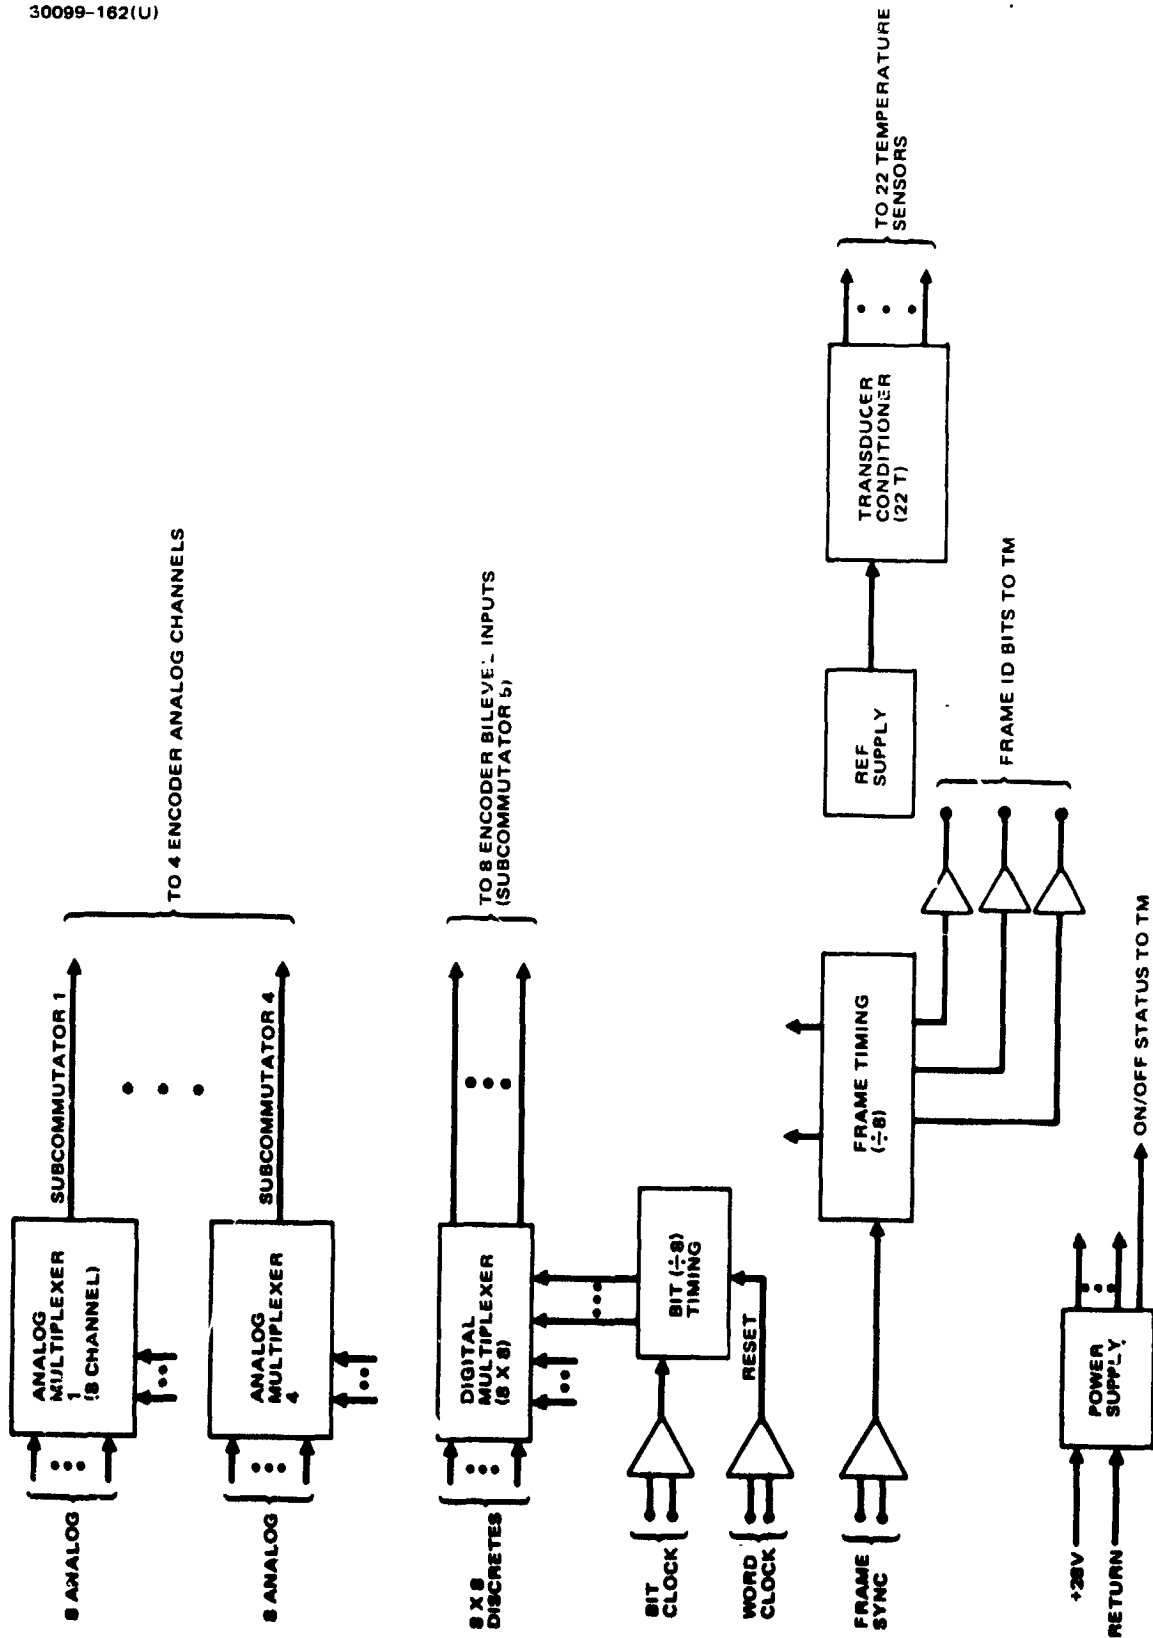 30099-162(U)
8 ANALOG
ANALOG
MULTIPLEXER
1
(8 CHANNEL)
SUBCOMMUTATOR 1
8 ANALOG
ANALOG
MULTIPLEXER
4
SUBCOMMUTATOR 4
TO 4 ENCODER ANALOG CHANNELS
8 X 8
DISCRETES
DIGITAL
MULTIPLEXER
(8 X 8)
TO 8 ENCODER BILEVEL INPUTS
(SUBCOMMUTATOR 5)
BIT
CLOCK
BIT (÷8)
TIMING
WORD
CLOCK
RESET
FRAME
SYNC
FRAME TIMING
(÷8)
FRAME ID BITS TO TM
REF
SUPPLY
TRANSDUCER
CONDITIONER
(22 T)
TO 22 TEMPERATURE
SENSORS
+28V
RETURN
POWER
SUPPLY
ON/OFF STATUS TO TM